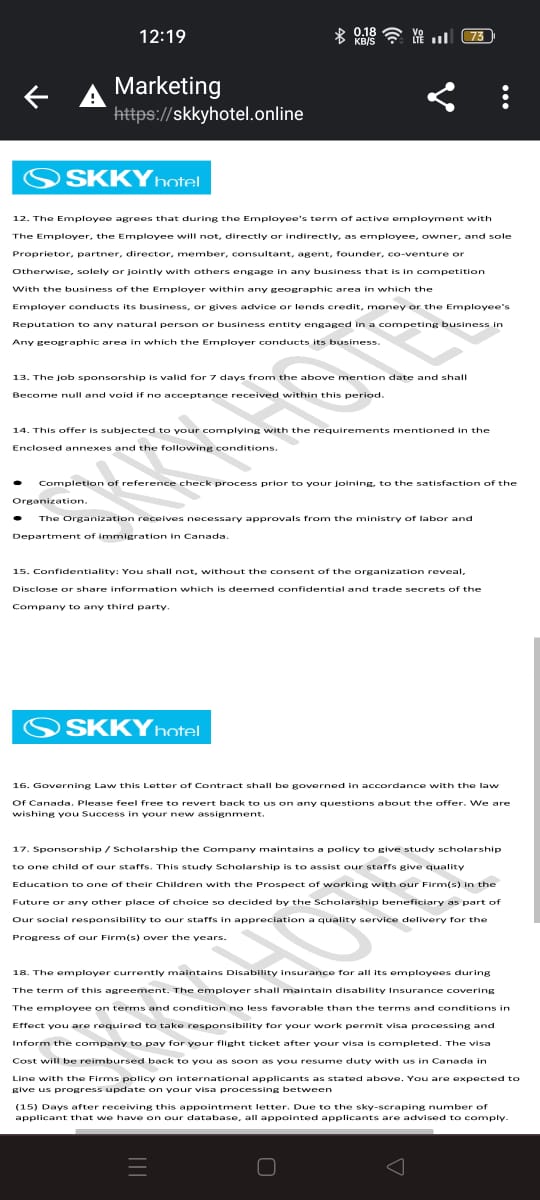 12:19
0.18 KB/S
Vo LTE
73
Marketing
https://skkyhotel.online
SKKY hotel
12. The Employee agrees that during the Employee's term of active employment with
The Employer, the Employee will not, directly or indirectly, as employee, owner, and sole
Proprietor, partner, director, member, consultant, agent, founder, co-venture or
Otherwise, solely or jointly with others engage in any business that is in competition
With the business of the Employer within any geographic area in which the
Employer conducts its business, or gives advice or lends credit, money or the Employee's
Reputation to any natural person or business entity engaged in a competing business in
Any geographic area in which the Employer conducts its business.
13. The job sponsorship is valid for 7 days from the above mention date and shall
Become null and void if no acceptance received within this period.
14. This offer is subjected to your complying with the requirements mentioned in the
Enclosed annexes and the following conditions.
● Completion of reference check process prior to your joining, to the satisfaction of the
Organization.
● The Organization receives necessary approvals from the ministry of labor and
Department of immigration in Canada.
15. Confidentiality: You shall not, without the consent of the organization reveal,
Disclose or share information which is deemed confidential and trade secrets of the
Company to any third party.
SKKY HOTEL
SKKY hotel
16. Governing Law this Letter of Contract shall be governed in accordance with the law
Of Canada. Please feel free to revert back to us on any questions about the offer. We are
wishing you Success in your new assignment.
17. Sponsorship / Scholarship the Company maintains a policy to give study scholarship
to one child of our staffs. This study Scholarship is to assist our staffs give quality
Education to one of their Children with the Prospect of working with our Firm(s) in the
Future or any other place of choice so decided by the Scholarship beneficiary as part of
Our social responsibility to our staffs in appreciation a quality service delivery for the
Progress of our Firm(s) over the years.
18. The employer currently maintains Disability insurance for all its employees during
The term of this agreement. The employer shall maintain disability Insurance covering
The employee on terms and condition no less favorable than the terms and conditions in
Effect you are required to take responsibility for your work permit visa processing and
Inform the company to pay for your flight ticket after your visa is completed. The visa
Cost will be reimbursed back to you as soon as you resume duty with us in Canada in
Line with the Firms policy on international applicants as stated above. You are expected to
give us progress update on your visa processing between
(15) Days after receiving this appointment letter. Due to the sky-scraping number of
applicant that we have on our database, all appointed applicants are advised to comply.
SKKY HOTEL